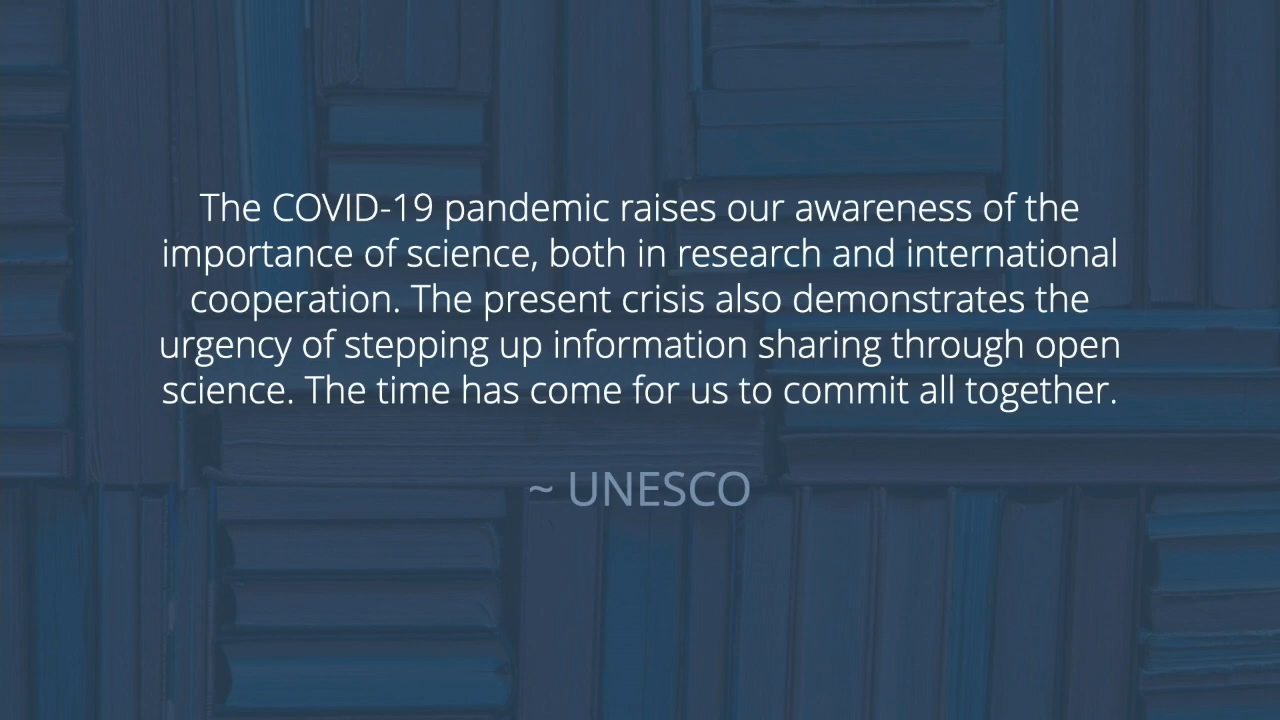 The COVID-19 pandemic raises our awareness of the
importance of science, both in research and international
cooperation. The present crisis also demonstrates the
urgency of stepping up information sharing through open
science. The time has come for us to commit all together.
~ UNESCO